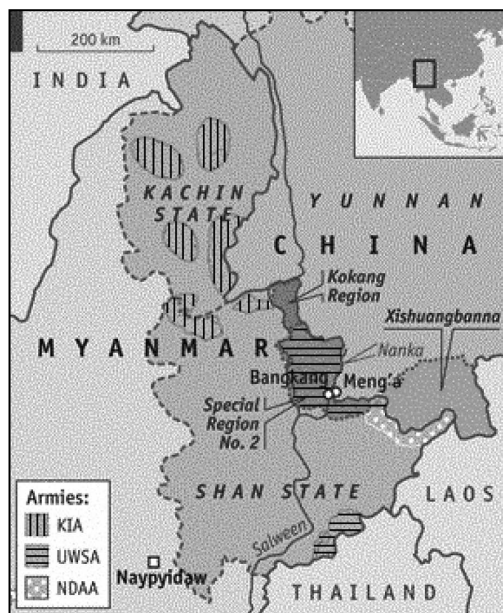 200 km
INDIA
KACHIN
STATE
YUNNAN
CHINA
Kokang
Region
Xishuangbanna
MYANMAR
Nanka
Bangkang
Meng'a
Special
Region
No. 2
SHAN STATE
LAOS
Armies:
KIA
UWSA
NDAA
Salween
Naypyidaw
THAILAND